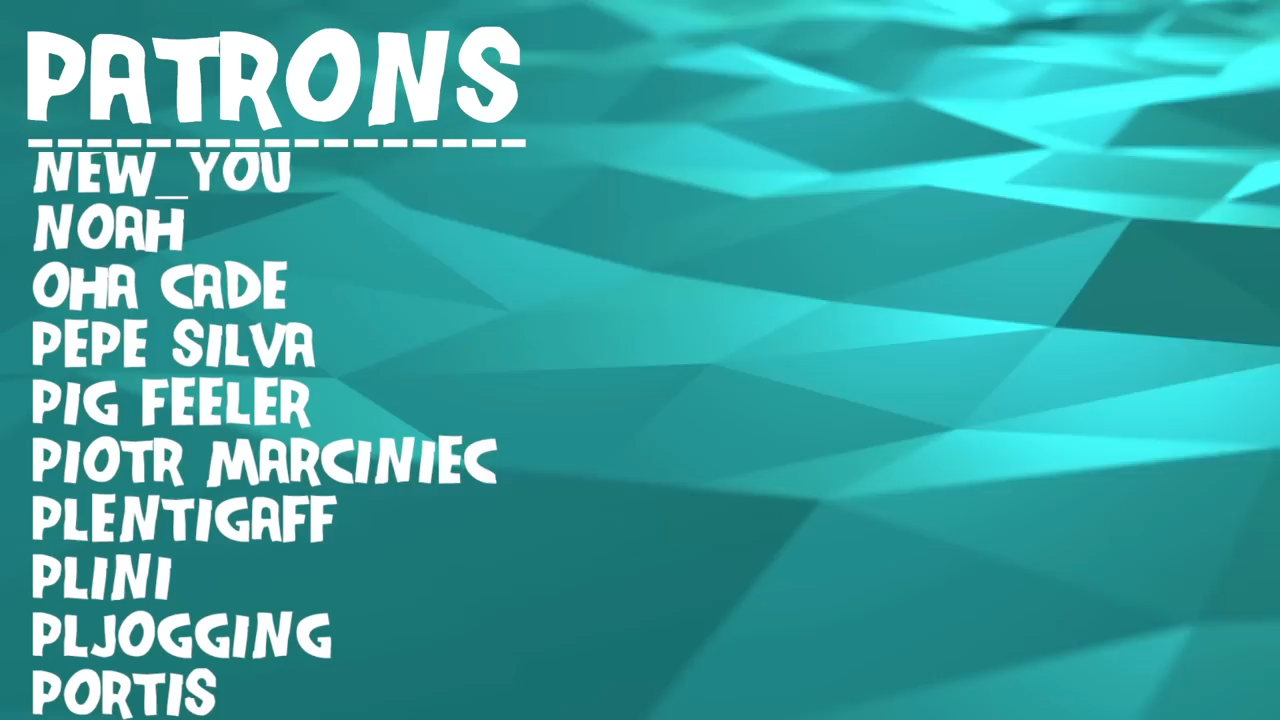 PATRONS
NEW_YOU
NOAH
OHA CADE
PEPE SILVA
PIG FEELER
PIOTR MARCINIEC
PLENTIGAFF
PLINI
PLJOGGING
PORTIS